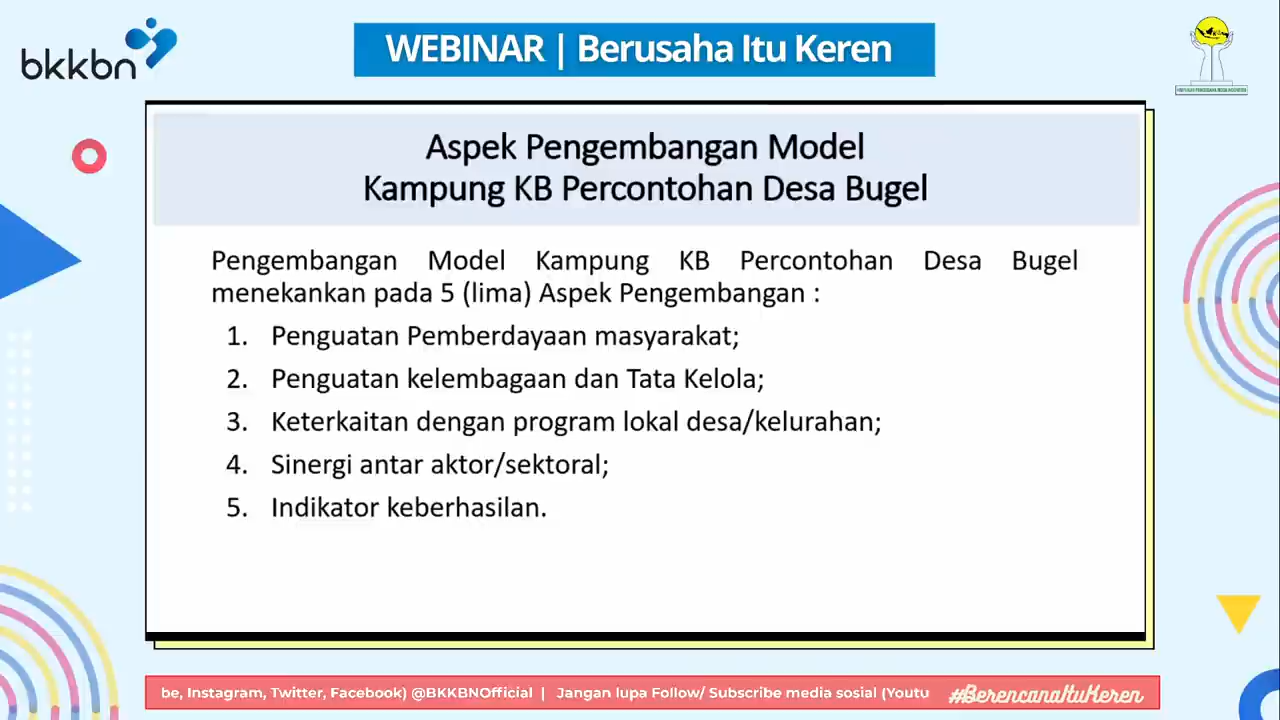 bkkbn
WEBINAR | Berusaha Itu Keren
Aspek Pengembangan Model
Kampung KB Percontohan Desa Bugel
Pengembangan Model Kampung KB Percontohan Desa Bugel
menekankan pada 5 (lima) Aspek Pengembangan :
1. Penguatan Pemberdayaan masyarakat;
2. Penguatan kelembagaan dan Tata Kelola;
3. Keterkaitan dengan program lokal desa/kelurahan;
4. Sinergi antar aktor/sektoral;
5. Indikator keberhasilan.
be, Instagram, Twitter, Facebook) @BKKBNOfficial | Jangan lupa Follow/ Subscribe media sosial (Youtu
#BerencanaItuKeren